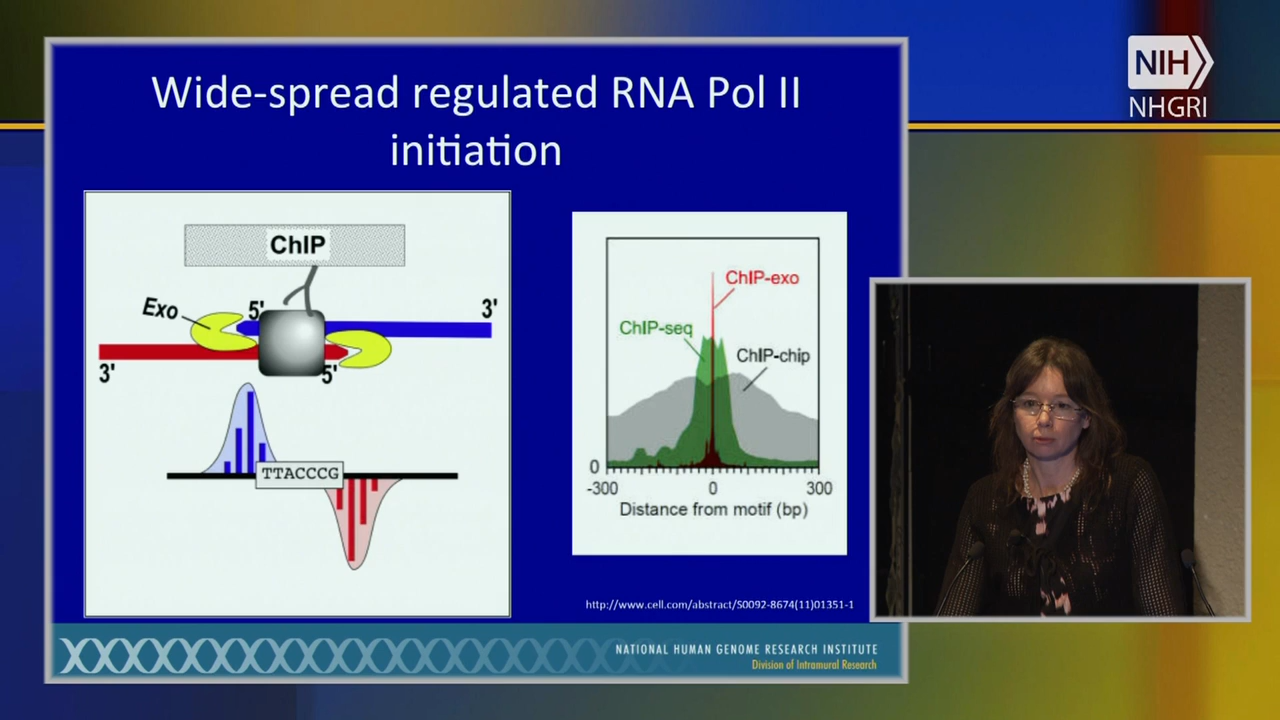 Wide-spread regulated RNA Pol II
initiation
NIH
NHGRI
ChIP
Exo
5'
3'
3'
5'
TTACCCG
ChIP-exo
ChIP-seq
ChIP-chip
0
-300
0
300
Distance from motif (bp)
http://www.cell.com/abstract/S0092-8674(11)01351-1
NATIONAL HUMAN GENOME RESEARCH INSTITUTE
Division of Intramural Research